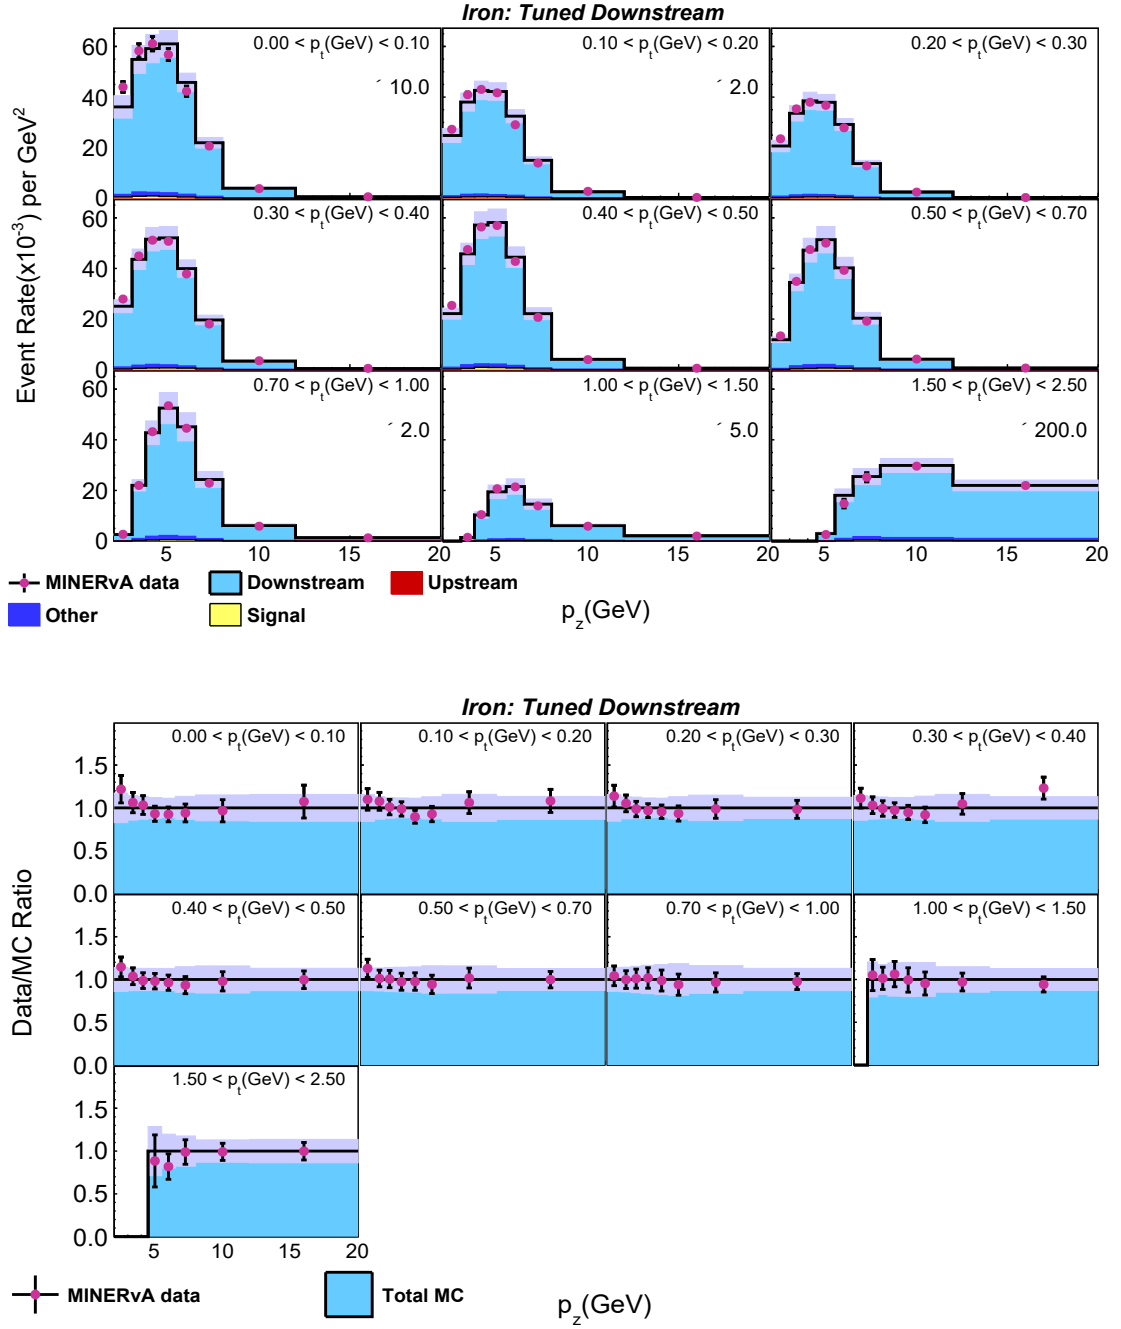 Iron: Tuned Downstream
Event Rate(x10⁻³) per GeV²
0.00 < p_t(GeV) < 0.10
´ 10.0
0.10 < p_t(GeV) < 0.20
´ 2.0
0.20 < p_t(GeV) < 0.30
60
40
20
0
5 10 15 20
5 10 15 20
5 10 15 20
0.30 < p_t(GeV) < 0.40
0.40 < p_t(GeV) < 0.50
0.50 < p_t(GeV) < 0.70
60
40
20
0
0.70 < p_t(GeV) < 1.00
´ 2.0
1.00 < p_t(GeV) < 1.50
´ 5.0
1.50 < p_t(GeV) < 2.50
´ 200.0
60
40
20
0
MINERvA data
Downstream
Upstream
Other
Signal
p_z(GeV)
Iron: Tuned Downstream
Data/MC Ratio
0.00 < p_t(GeV) < 0.10
0.10 < p_t(GeV) < 0.20
0.20 < p_t(GeV) < 0.30
0.30 < p_t(GeV) < 0.40
1.5
1.0
0.5
0.0
0.40 < p_t(GeV) < 0.50
0.50 < p_t(GeV) < 0.70
0.70 < p_t(GeV) < 1.00
1.00 < p_t(GeV) < 1.50
1.5
1.0
0.5
0.0
1.50 < p_t(GeV) < 2.50
1.5
1.0
0.5
0.0
5 10 15 20
MINERvA data
Total MC
p_z(GeV)